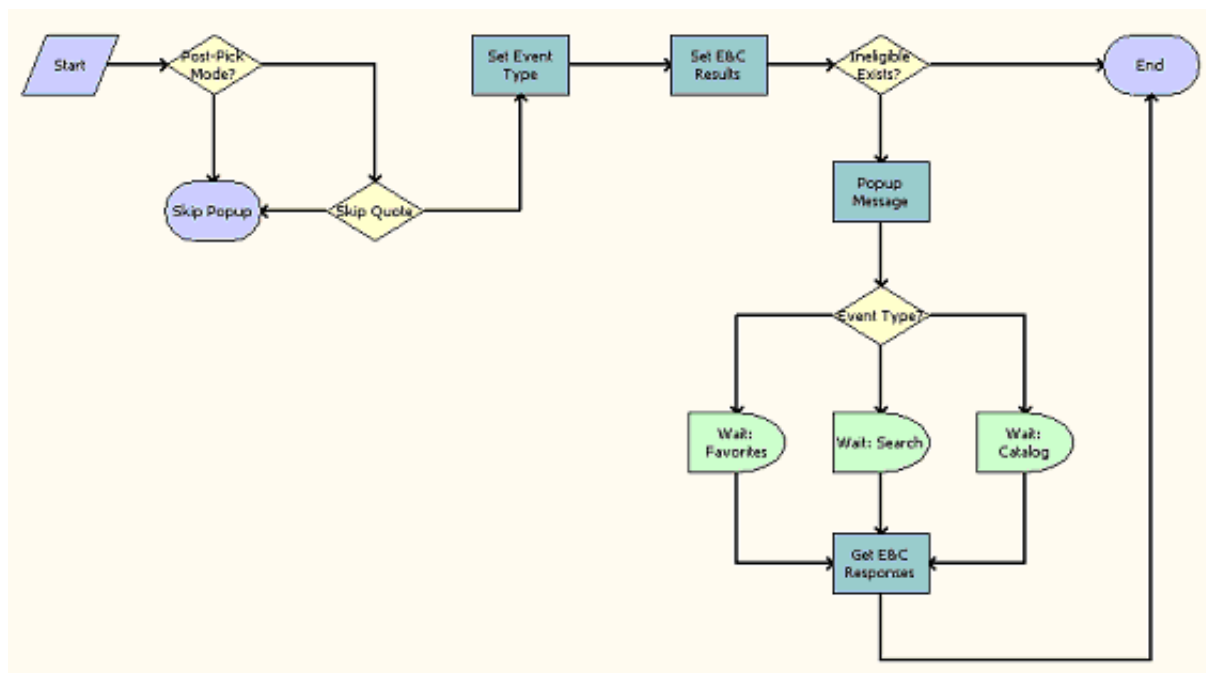 Start
Post-Pick
Mode?
Set Event
Type
Set E&C
Results
Ineligible
Exists?
End
Skip Popup
Skip Quote
Popup
Message
Event Type?
Wait:
Favorites
Wait: Search
Wait:
Catalog
Get E&C
Responses